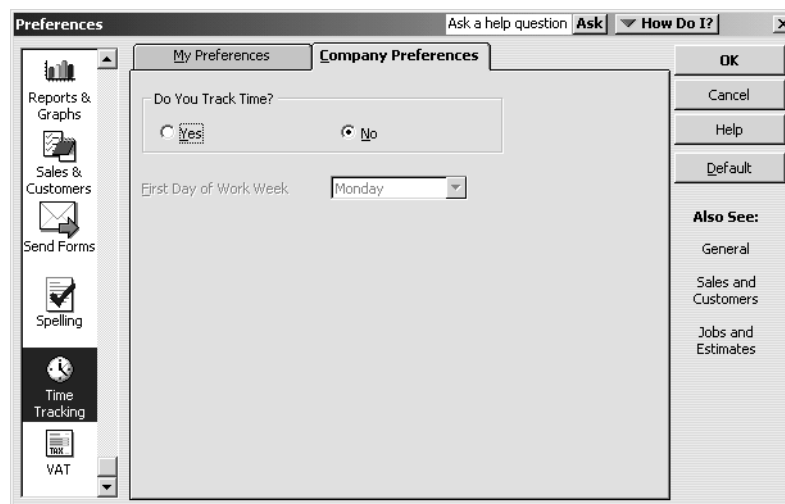 Preferences
Ask a help question Ask How Do I?
Reports &
Graphs
Sales &
Customers
Send Forms
Spelling
Time
Tracking
TAX
VAT
My Preferences
Company Preferences
Do You Track Time?
Yes
No
First Day of Work Week Monday
OK
Cancel
Help
Default
Also See:
General
Sales and
Customers
Jobs and
Estimates